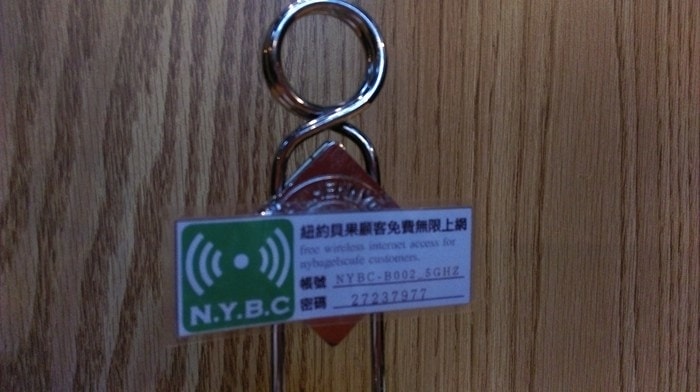 紐約貝果顧客免費無限上網
free wireless internet access for
nybagelscafe customers.
帳號 NYBC-B002_5GHZ
密碼 27237977
N.Y.B.C